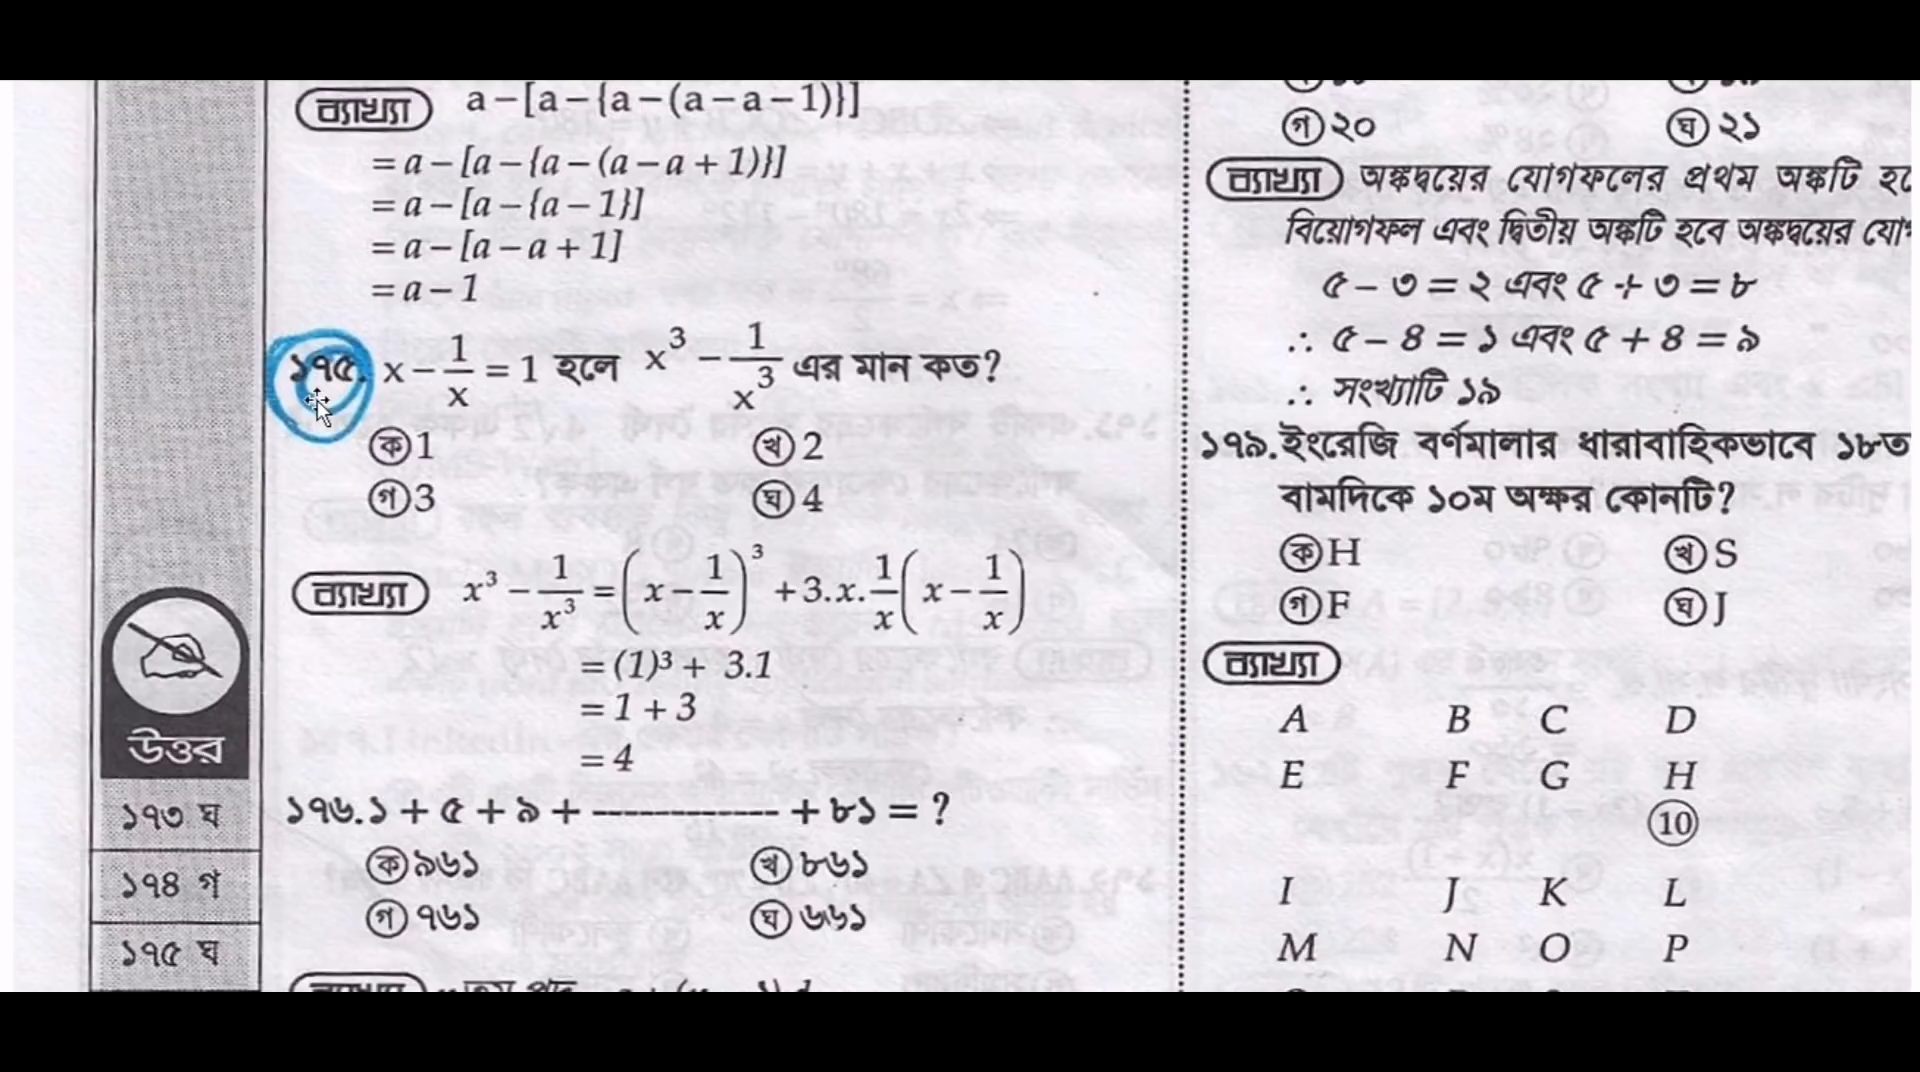 ব্যাখ্যা a−[a−{a−(a−a−1)}]
= a−[a−{a−(a−a+1)}]
= a−[a−{a−1}]
= a−[a−a+1]
= a−1
১৭৫. x − 1/x = 1 হলে x³ − 1/x³ এর মান কত?
ক 1 খ 2
গ 3 ঘ 4
ব্যাখ্যা x³ − 1/x³ = (x − 1/x)³ + 3.x.1/x(x − 1/x)
= (1)³ + 3.1
= 1 + 3
= 4
১৭৬. ১ + ৫ + ৯ + ------------ + ৮১ = ?
ক ৯৬১ খ ৮৬১
গ ৭৬১ ঘ ৬৬১
উত্তর
১৭৩ ঘ
১৭৪ গ
১৭৫ ঘ
গ ২০ ঘ ২১
ব্যাখ্যা অঙ্কদ্বয়ের যোগফলের প্রথম অঙ্কটি
বিয়োগফল এবং দ্বিতীয় অঙ্কটি হবে অঙ্কদ্বয়ের
৫ − ৩ = ২ এবং ৫ + ৩ = ৮
∴ ৫ − 8 = ১ এবং ৫ + 8 = ৯
∴ সংখ্যাটি ১৯
১৭৯. ইংরেজি বর্ণমালার ধারাবাহিকভাবে
বামদিকে ১০ম অক্ষর কোনটি?
ক H খ S
গ F ঘ J
ব্যাখ্যা
A B C D
E F G H
10
I J K L
M N O P